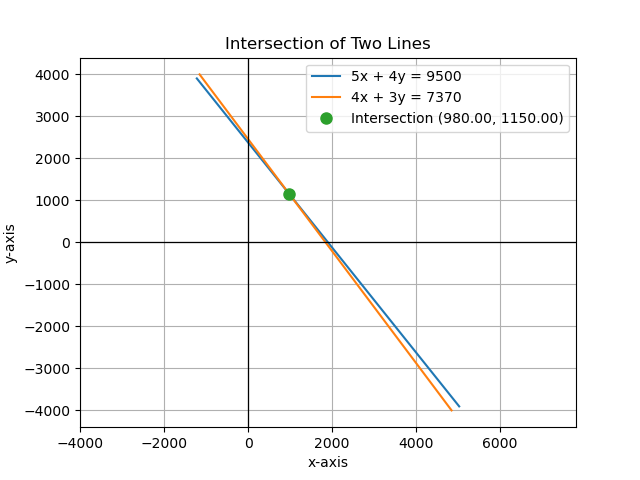 Intersection of Two Lines
5x + 4y = 9500
4x + 3y = 7370
Intersection (980.00, 1150.00)
4000
3000
2000
1000
0
−1000
−2000
−3000
−4000
y-axis
−4000
−2000
0
2000
4000
6000
x-axis